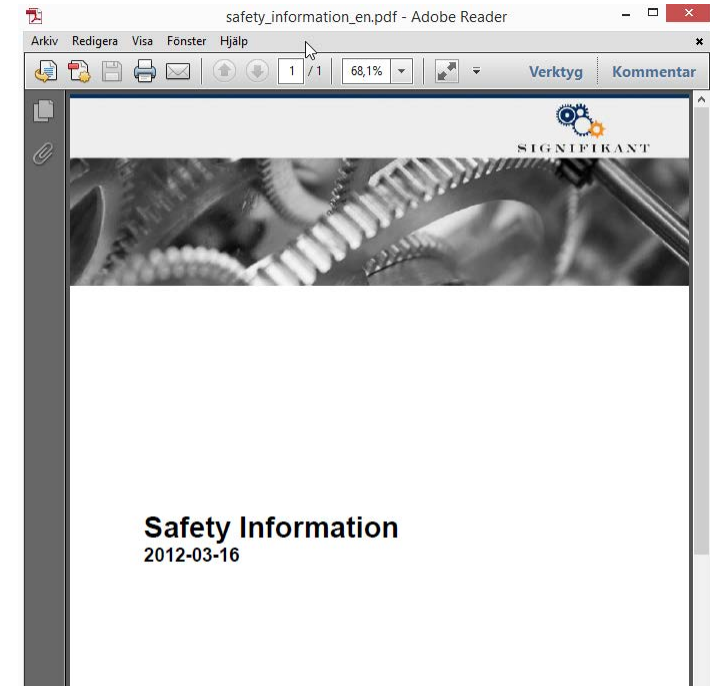 safety_information_en.pdf - Adobe Reader
Arkiv Redigera Visa Fönster Hjälp
1 / 1 68,1% Verktyg Kommentar
SIGNIFIKANT
Safety Information
2012-03-16